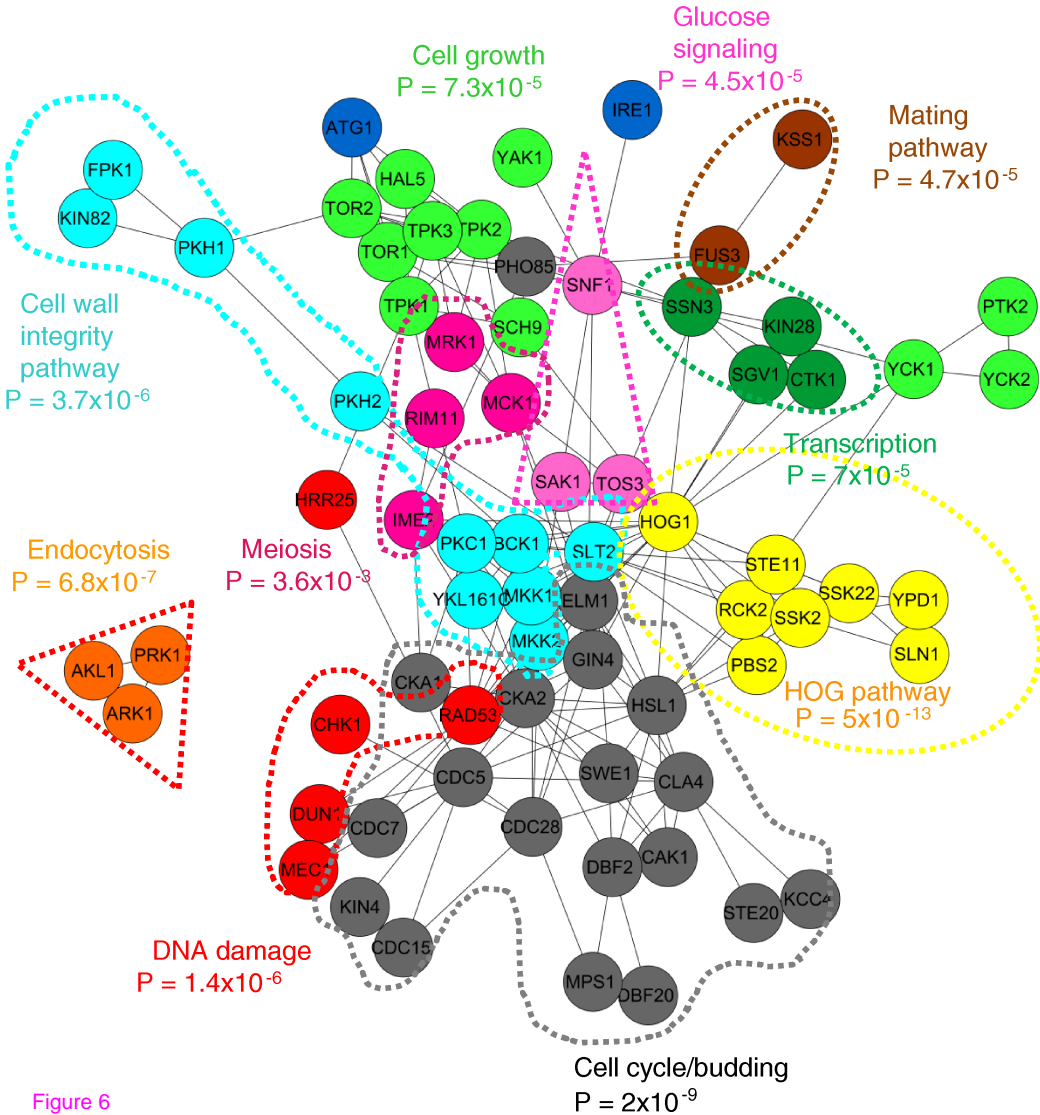 Glucose
signaling
P = 4.5x10-5
Cell growth
P = 7.3x10-5
Mating
pathway
P = 4.7x10-5
IRE1
ATG1
KSS1
YAK1
FPK1
HAL5
TOR2
KIN82
TPK3
TPK2
PKH1
TOR1
PHO85
FUS3
SNF1
Cell wall
integrity
pathway
P = 3.7x10-6
TPK1
SSN3
PTK2
SCH9
KIN28
MRK1
YCK1
SGV1
CTK1
YCK2
PKH2
MCK1
RIM11
Transcription
P = 7x10-5
SAK1
TOS3
HRR25
IME2
HOG1
PKC1
BCK1
SLT2
Endocytosis
P = 6.8x10-7
Meiosis
P = 3.6x10-3
STE11
YKL161C
MKK1
ELM1
SSK22
YPD1
RCK2
SSK2
MKK2
PRK1
AKL1
GIN4
SLN1
PBS2
CKA1
HOG pathway
P = 5x10-13
ARK1
CKA2
HSL1
RAD53
CHK1
CDC5
SWE1
CLA4
DUN1
CDC7
CDC28
MEC1
DBF2
CAK1
KIN4
STE20
KCC4
CDC15
DNA damage
P = 1.4x10-6
MPS1
DBF20
Cell cycle/budding
P = 2x10-9
Figure 6